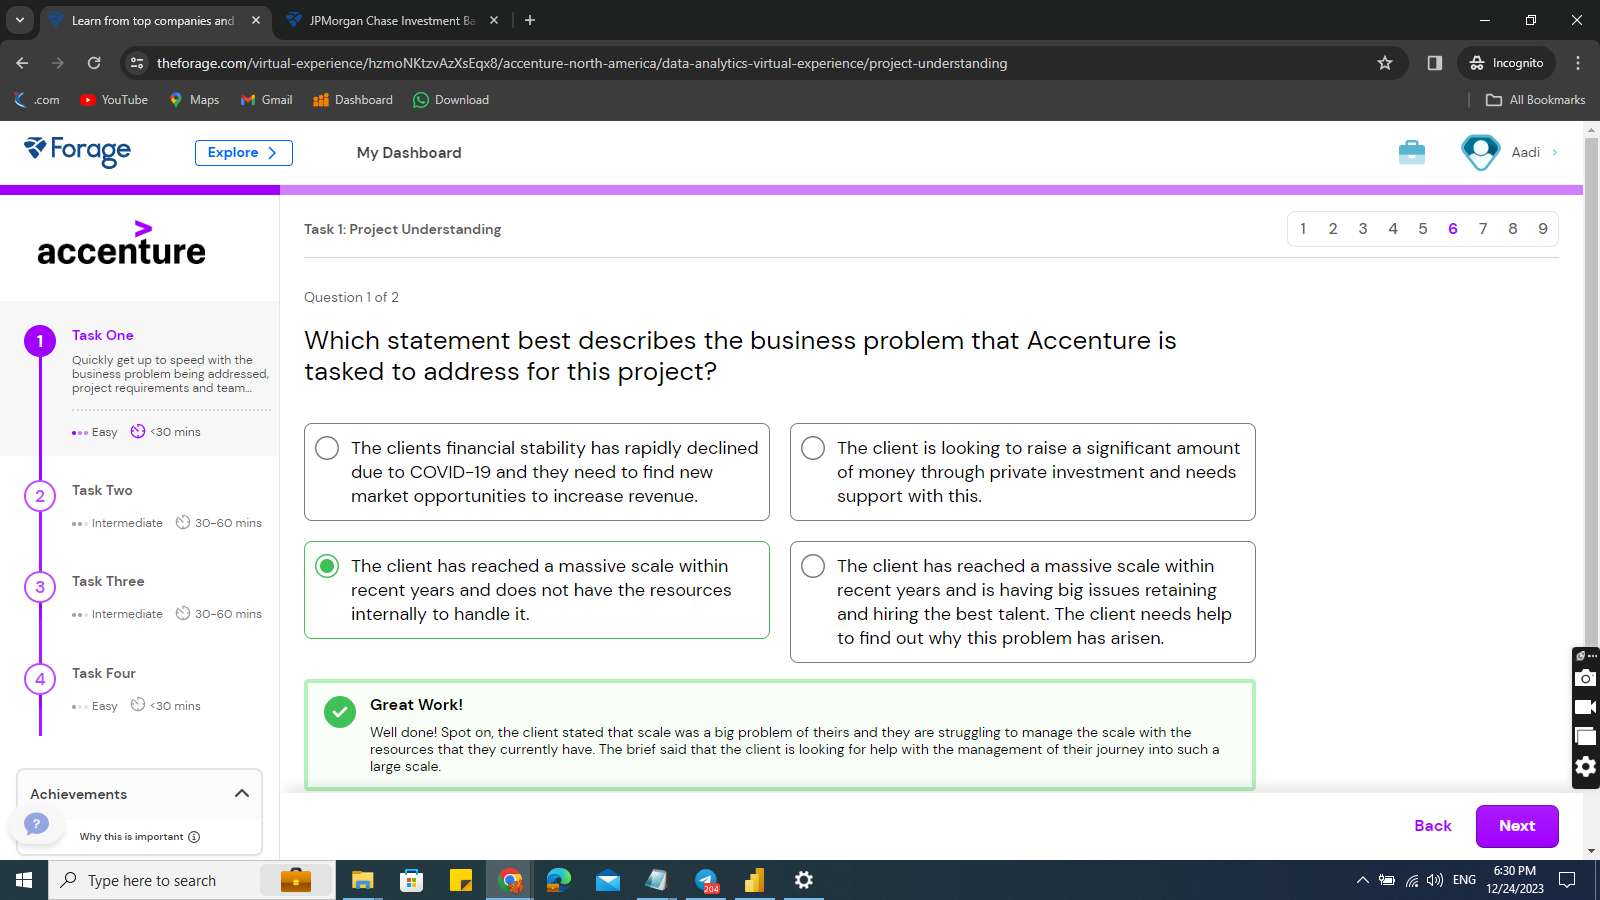 Learn from top companies and
JPMorgan Chase Investment Ba
theforage.com/virtual-experience/hzmoNKtzvAzXsEqx8/accenture-north-america/data-analytics-virtual-experience/project-understanding
Incognito
.com
YouTube
Maps
Gmail
Dashboard
Download
All Bookmarks
Forage
Explore
My Dashboard
Aadi
accenture
Task 1: Project Understanding
1 2 3 4 5 6 7 8 9
Question 1 of 2
Which statement best describes the business problem that Accenture is
tasked to address for this project?
1
Task One
Quickly get up to speed with the
business problem being addressed,
project requirements and team...
Easy
<30 mins
2
Task Two
Intermediate
30-60 mins
3
Task Three
Intermediate
30-60 mins
4
Task Four
Easy
<30 mins
The clients financial stability has rapidly declined
due to COVID-19 and they need to find new
market opportunities to increase revenue.
The client is looking to raise a significant amount
of money through private investment and needs
support with this.
The client has reached a massive scale within
recent years and does not have the resources
internally to handle it.
The client has reached a massive scale within
recent years and is having big issues retaining
and hiring the best talent. The client needs help
to find out why this problem has arisen.
Great Work!
Well done! Spot on, the client stated that scale was a big problem of theirs and they are struggling to manage the scale with the
resources that they currently have. The brief said that the client is looking for help with the management of their journey into such a
large scale.
Achievements
?
Why this is important
Back
Next
Type here to search
204
ENG
6:30 PM
12/24/2023